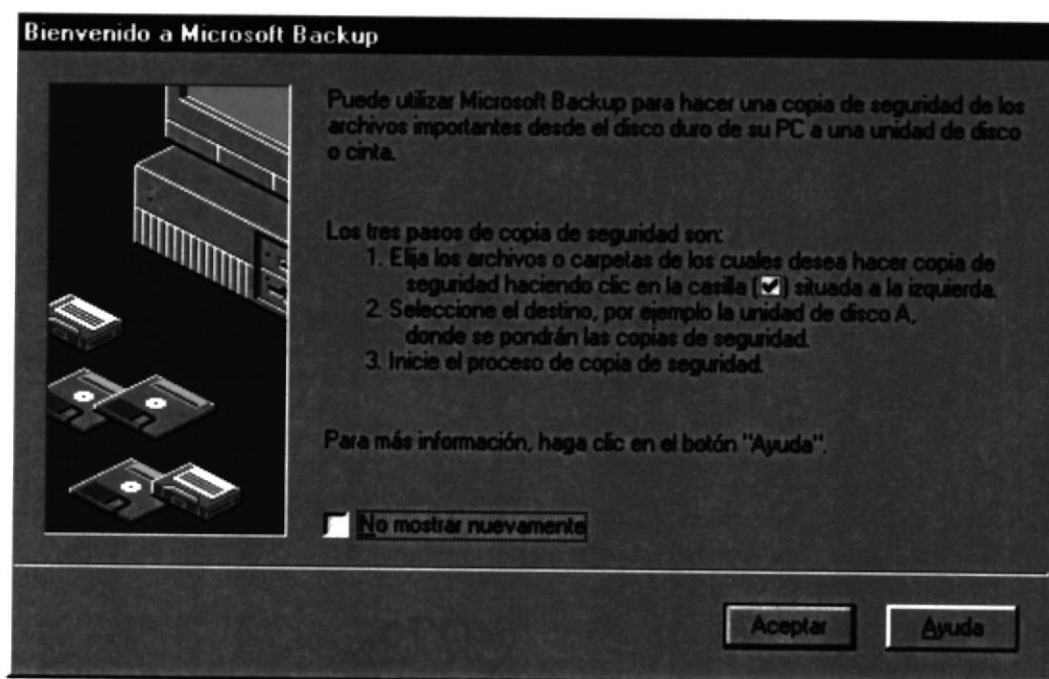 Bienvenido a Microsoft Backup
Puede utilizar Microsoft Backup para hacer una copia de seguridad de los
archivos importantes desde el disco duro de su PC a una unidad de disco
o cinta.
Los tres pasos de copia de seguridad son:
1. Elija los archivos o carpetas de los cuales desea hacer copia de
seguridad haciendo clic en la casilla (✔) situada a la izquierda.
2. Seleccione el destino, por ejemplo la unidad de disco A,
donde se pondrán las copias de seguridad.
3. Inicie el proceso de copia de seguridad.
Para más información, haga clic en el botón "Ayuda".
No mostrar nuevamente
Aceptar
Ayuda